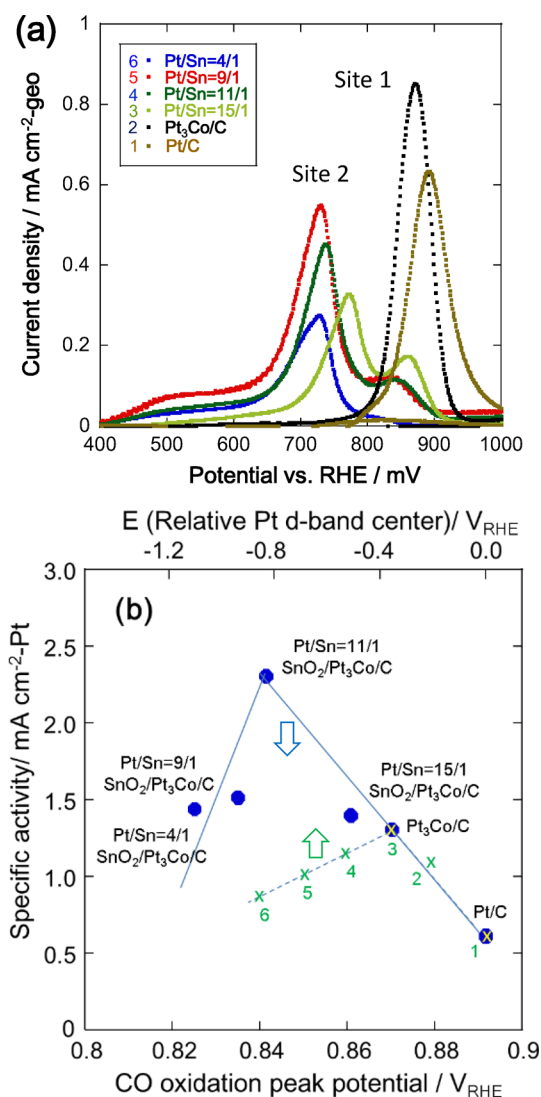 (a)
1
0.8
0.6
0.4
0.2
0
Current density / mA cm-2-geo
6 Pt/Sn=4/1
5 Pt/Sn=9/1
4 Pt/Sn=11/1
3 Pt/Sn=15/1
2 Pt3Co/C
1 Pt/C
Site 1
Site 2
400 500 600 700 800 900 1000
Potential vs. RHE / mV
E (Relative Pt d-band center)/ VRHE
-1.2 -0.9 -0.6 -0.3 0.0
(b)
3.0
2.5
2.0
1.5
1.0
0.5
0
Specific activity/ mA cm-2-Pt
Pt/Sn=11/1
SnO2/Pt3Co/C
Pt/Sn=9/1
SnO2/Pt3Co/C
Pt/Sn=4/1
SnO2/Pt3Co/C
Pt/Sn=15/1
SnO2/Pt3Co/C
Pt3Co/C
Pt/C
6
5
4
3
2
1
0.8 0.82 0.84 0.86 0.88 0.9
CO oxidation peak potential / VRHE